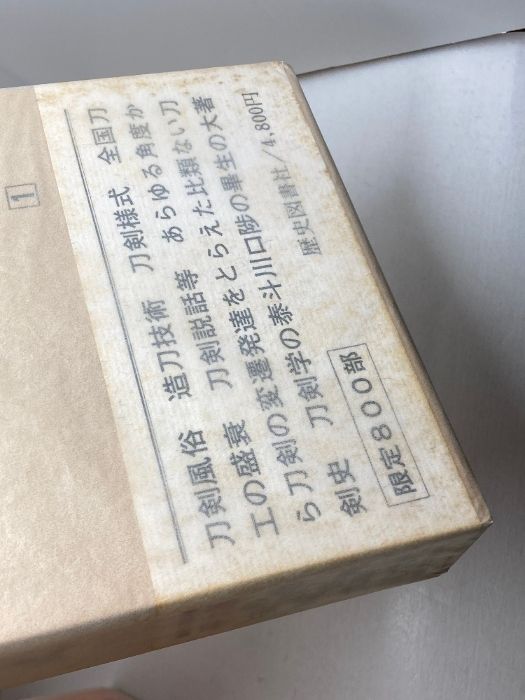 1
刀剣風俗　造刀技術　刀剣様式　全国刀
工の盛衰　刀剣説話等　あらゆる角度か
ら刀剣の変遷発達をとらえた比類ない刀
剣史　刀剣学の泰斗川口陟の畢生の大著
限定800部
歴史図書社/4,800円